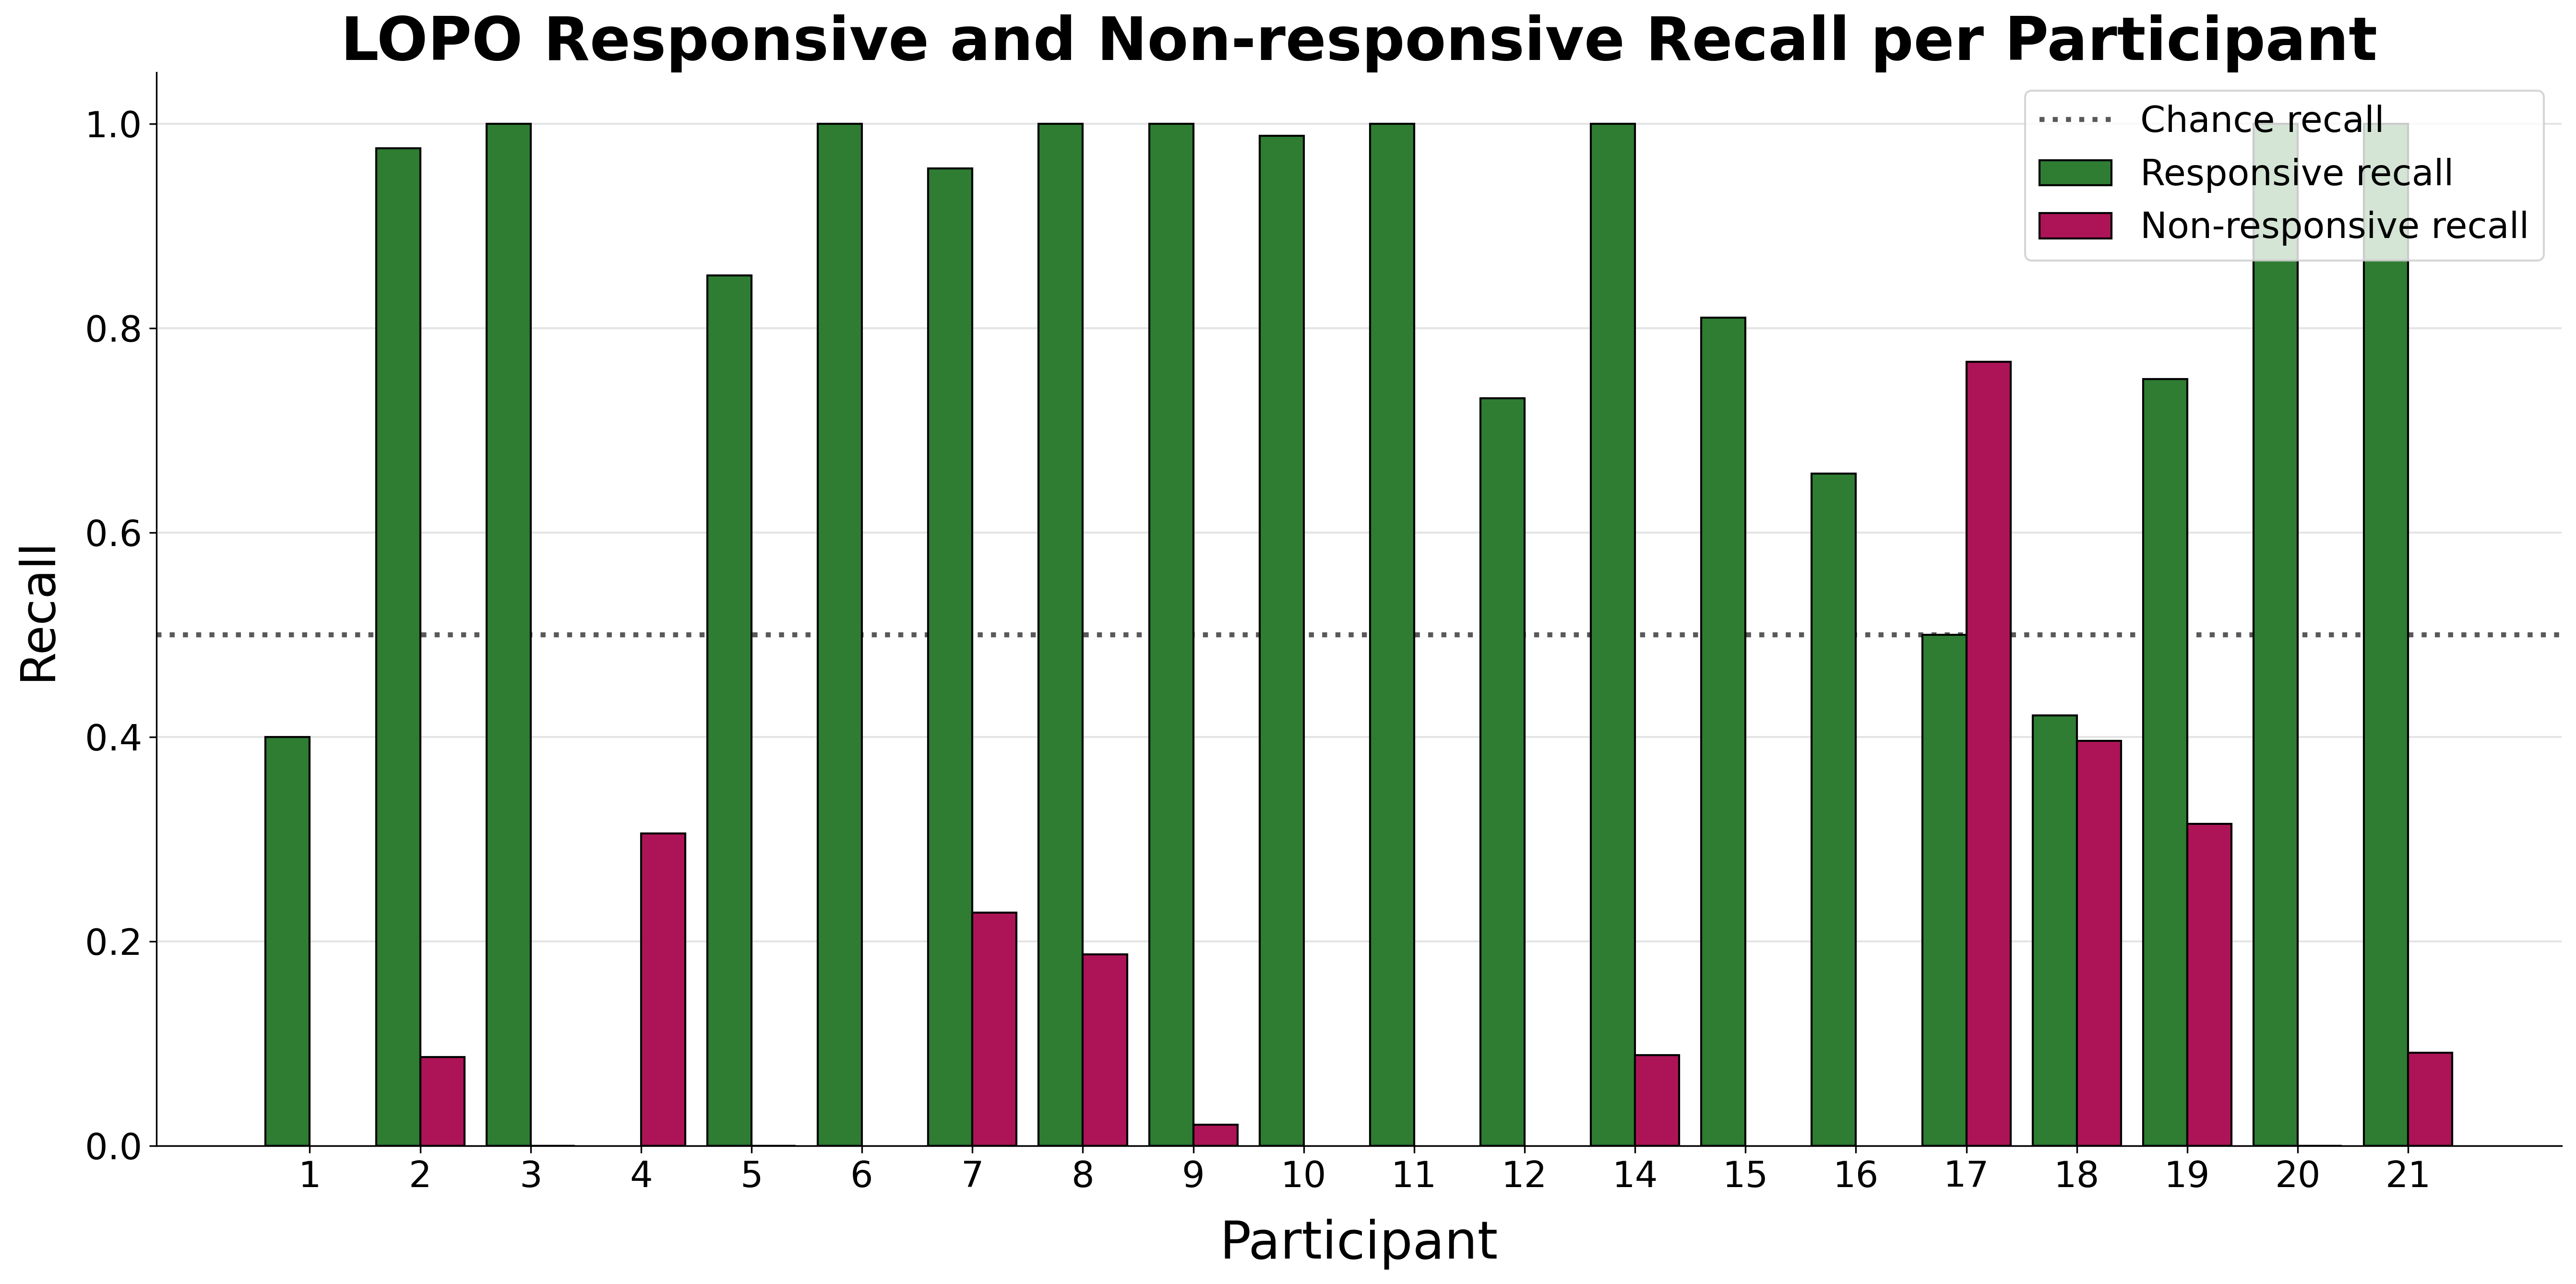 LOPO Responsive and Non-responsive Recall per Participant
Chance recall
Responsive recall
Non-responsive recall
Recall
1.0
0.8
0.6
0.4
0.2
0.0
1 2 3 4 5 6 7 8 9 10 11 12 14 15 16 17 18 19 20 21
Participant